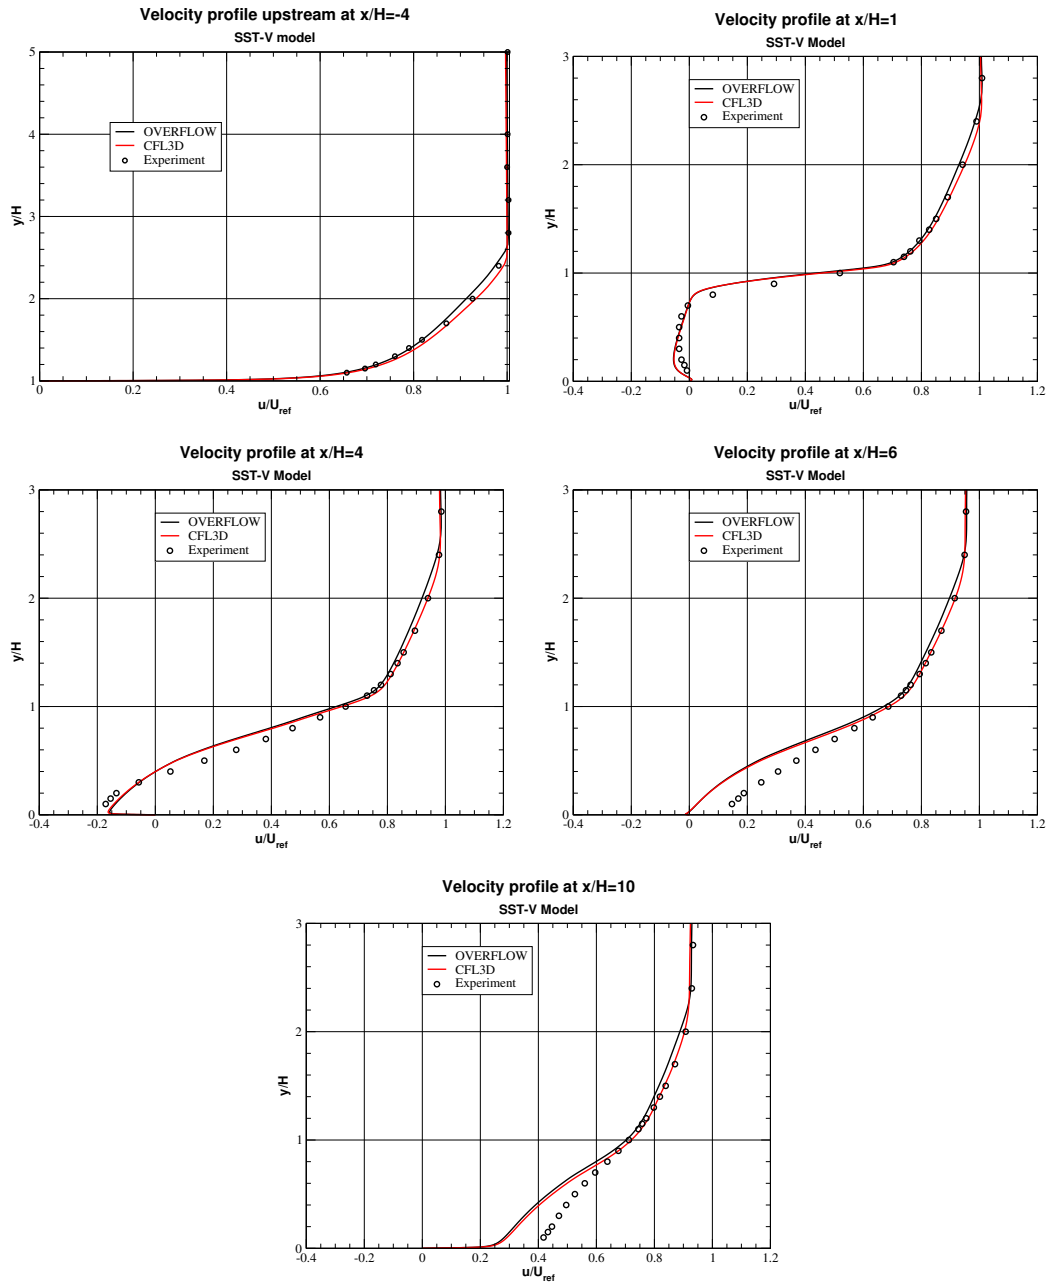 Velocity profile upstream at x/H=-4
SST-V model
5
4
3
2
1
y/H
OVERFLOW
CFL3D
Experiment
0 0.2 0.4 0.6 0.8 1
u/U_ref
Velocity profile at x/H=1
SST-V Model
3
2
1
0
y/H
OVERFLOW
CFL3D
Experiment
-0.4 -0.2 0 0.2 0.4 0.6 0.8 1 1.2
u/U_ref
Velocity profile at x/H=4
SST-V Model
3
2
1
0
y/H
OVERFLOW
CFL3D
Experiment
-0.4 -0.2 0 0.2 0.4 0.6 0.8 1 1.2
u/U_ref
Velocity profile at x/H=6
SST-V Model
3
2
1
0
y/H
OVERFLOW
CFL3D
Experiment
-0.4 -0.2 0 0.2 0.4 0.6 0.8 1 1.2
u/U_ref
Velocity profile at x/H=10
SST-V Model
3
2
1
0
y/H
OVERFLOW
CFL3D
Experiment
-0.4 -0.2 0 0.2 0.4 0.6 0.8 1 1.2
u/U_ref